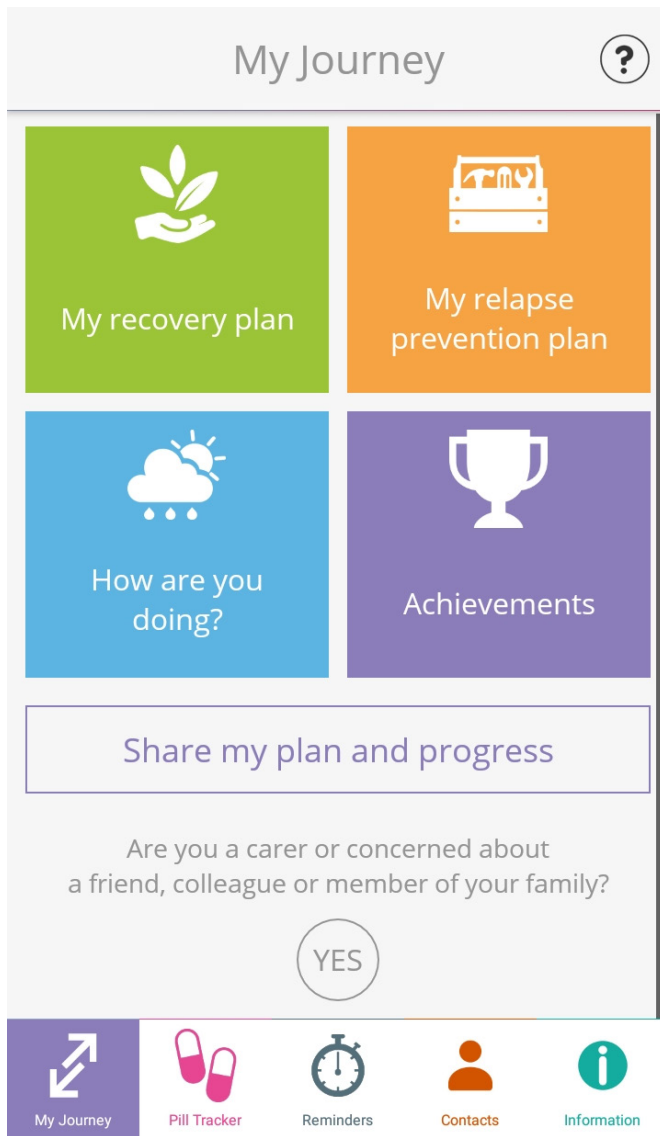 My Journey
?
My recovery plan
My relapse
prevention plan
How are you
doing?
Achievements
Share my plan and progress
Are you a carer or concerned about
a friend, colleague or member of your family?
YES
My Journey
Pill Tracker
Reminders
Contacts
Information